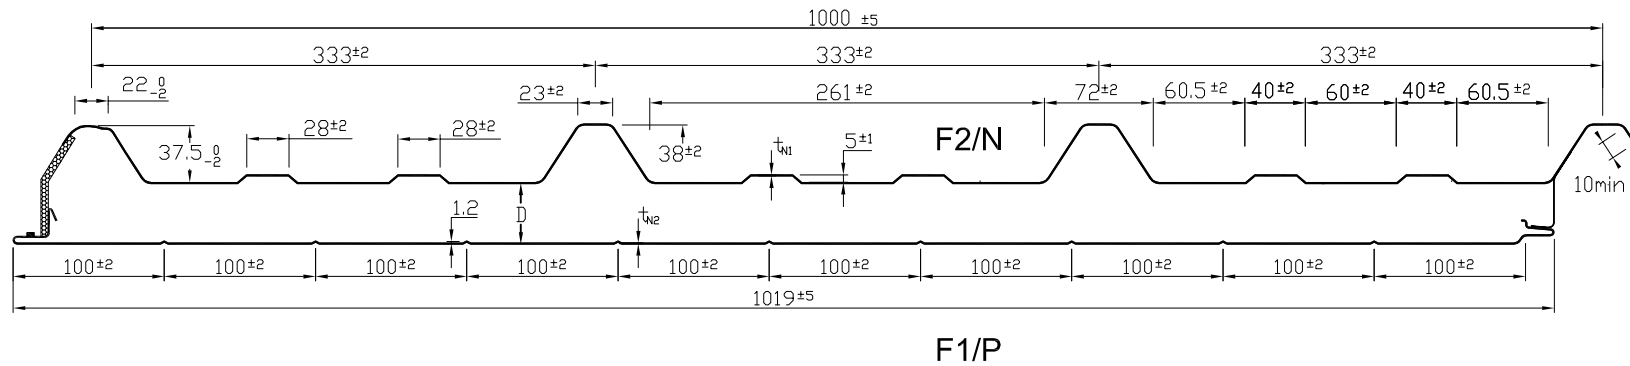 1000 ±5
333±2 333±2 333±2
22 0 -2 23±2 261±2 72±2 60.5±2 40±2 60±2 40±2 60.5±2
28±2 28±2 F2/N 5±1
37.5 0 -2 38±2 tN1 10min
1.2 D tN2
100±2 100±2 100±2 100±2 100±2 100±2 100±2 100±2 100±2 100±2
1019±5
F1/P